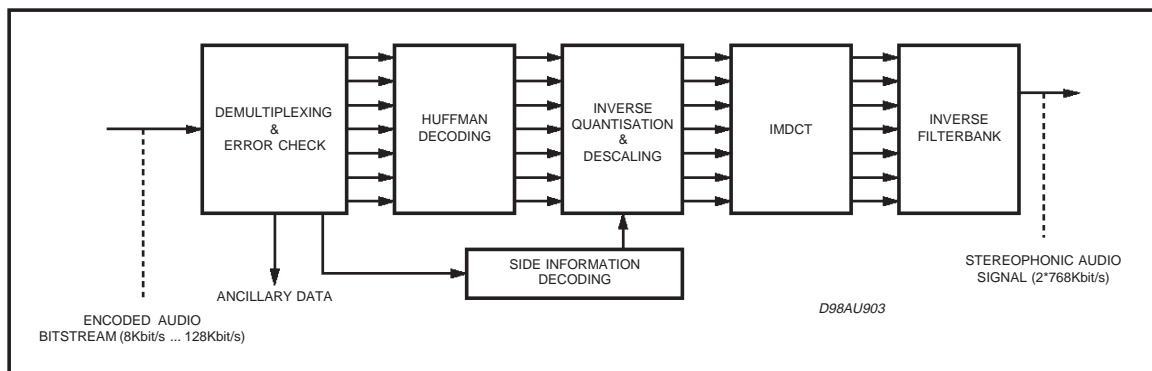 DEMULTIPLEXING
&
ERROR CHECK
HUFFMAN
DECODING
INVERSE
QUANTISATION
&
DESCALING
IMDCT
INVERSE
FILTERBANK
SIDE INFORMATION
DECODING
ANCILLARY DATA
ENCODED AUDIO
BITSTREAM (8Kbit/s ... 128Kbit/s)
STEREOPHONIC AUDIO
SIGNAL (2*768Kbit/s)
D98AU903